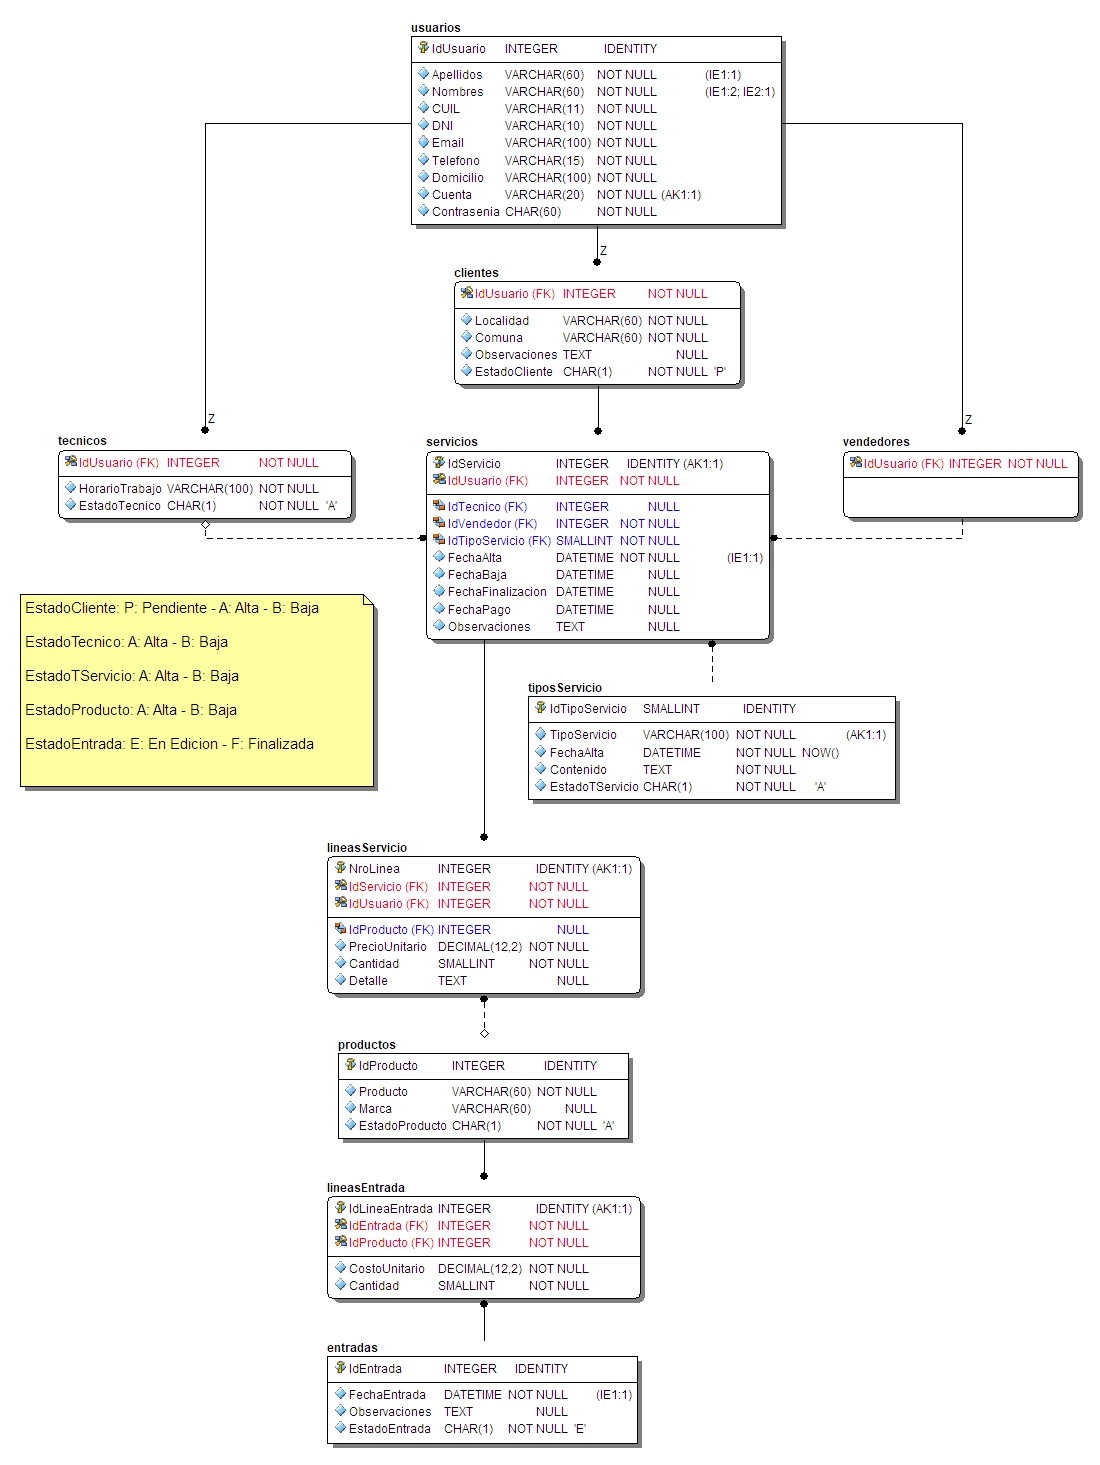 usuarios
IdUsuario INTEGER IDENTITY
Apellidos VARCHAR(60) NOT NULL (IE1:1)
Nombres VARCHAR(60) NOT NULL (IE1:2; IE2:1)
CUIL VARCHAR(11) NOT NULL
DNI VARCHAR(10) NOT NULL
Email VARCHAR(100) NOT NULL
Telefono VARCHAR(15) NOT NULL
Domicilio VARCHAR(100) NOT NULL
Cuenta VARCHAR(20) NOT NULL (AK1:1)
Contrasenia CHAR(60) NOT NULL
Z
clientes
IdUsuario (FK) INTEGER NOT NULL
Localidad VARCHAR(60) NOT NULL
Comuna VARCHAR(60) NOT NULL
Observaciones TEXT NULL
EstadoCliente CHAR(1) NOT NULL 'P'
Z
tecnicos
IdUsuario (FK) INTEGER NOT NULL
HorarioTrabajo VARCHAR(100) NOT NULL
EstadoTecnico CHAR(1) NOT NULL 'A'
servicios
IdServicio INTEGER IDENTITY (AK1:1)
IdUsuario (FK) INTEGER NOT NULL
IdTecnico (FK) INTEGER NULL
IdVendedor (FK) INTEGER NOT NULL
IdTipoServicio (FK) SMALLINT NOT NULL
FechaAlta DATETIME NOT NULL (IE1:1)
FechaBaja DATETIME NULL
FechaFinalizacion DATETIME NULL
FechaPago DATETIME NULL
Observaciones TEXT NULL
Z
vendedores
IdUsuario (FK) INTEGER NOT NULL
EstadoCliente: P: Pendiente - A: Alta - B: Baja
EstadoTecnico: A: Alta - B: Baja
EstadoTServicio: A: Alta - B: Baja
EstadoProducto: A: Alta - B: Baja
EstadoEntrada: E: En Edicion - F: Finalizada
tiposServicio
IdTipoServicio SMALLINT IDENTITY
TipoServicio VARCHAR(100) NOT NULL (AK1:1)
FechaAlta DATETIME NOT NULL NOW()
Contenido TEXT NOT NULL
EstadoTServicio CHAR(1) NOT NULL 'A'
lineasServicio
NroLinea INTEGER IDENTITY (AK1:1)
IdServicio (FK) INTEGER NOT NULL
IdUsuario (FK) INTEGER NOT NULL
IdProducto (FK) INTEGER NULL
PrecioUnitario DECIMAL(12,2) NOT NULL
Cantidad SMALLINT NOT NULL
Detalle TEXT NULL
productos
IdProducto INTEGER IDENTITY
Producto VARCHAR(60) NOT NULL
Marca VARCHAR(60) NULL
EstadoProducto CHAR(1) NOT NULL 'A'
lineasEntrada
IdLineaEntrada INTEGER IDENTITY (AK1:1)
IdEntrada (FK) INTEGER NOT NULL
IdProducto (FK) INTEGER NOT NULL
CostoUnitario DECIMAL(12,2) NOT NULL
Cantidad SMALLINT NOT NULL
entradas
IdEntrada INTEGER IDENTITY
FechaEntrada DATETIME NOT NULL (IE1:1)
Observaciones TEXT NULL
EstadoEntrada CHAR(1) NOT NULL 'E'